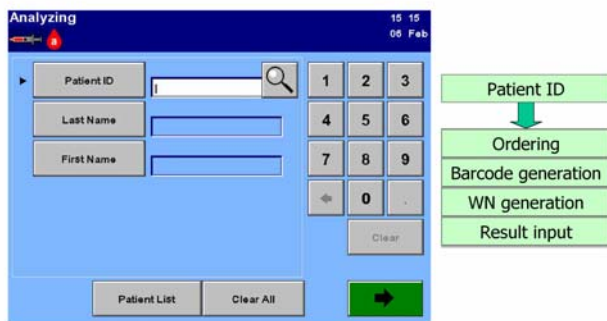 Analyzing
15 15
06 Feb
a
Patient ID
Last Name
First Name
1 2 3
4 5 6
7 8 9
0 .
Clear
Patient List Clear All
Patient ID
Ordering
Barcode generation
WN generation
Result input